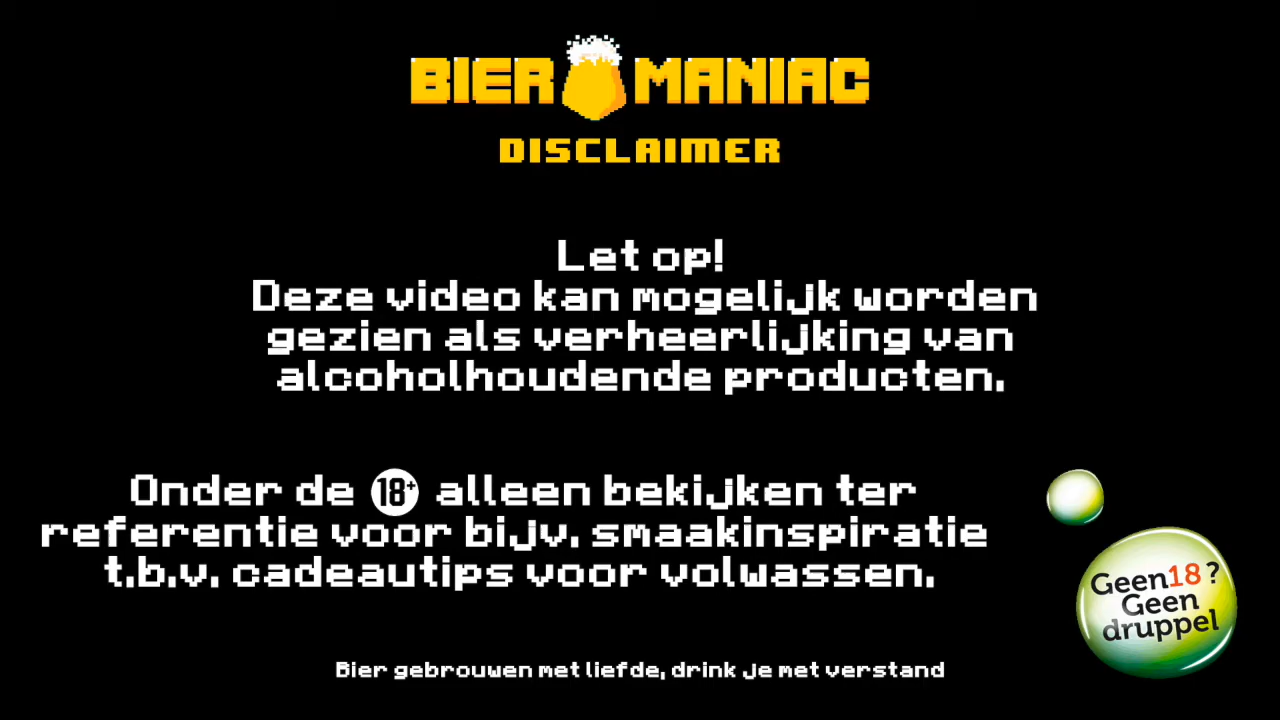 BIER MANIAC
DISCLAIMER
Let op!
Deze video kan mogelijk worden
gezien als verheerlijking van
alcoholhoudende producten.
Onder de 18+ alleen bekijken ter
referentie voor bijv. smaakinspiratie
t.b.v. cadeautips voor volwassen.
Geen18?
Geen
druppel
Bier gebrouwen met liefde, drink je met verstand